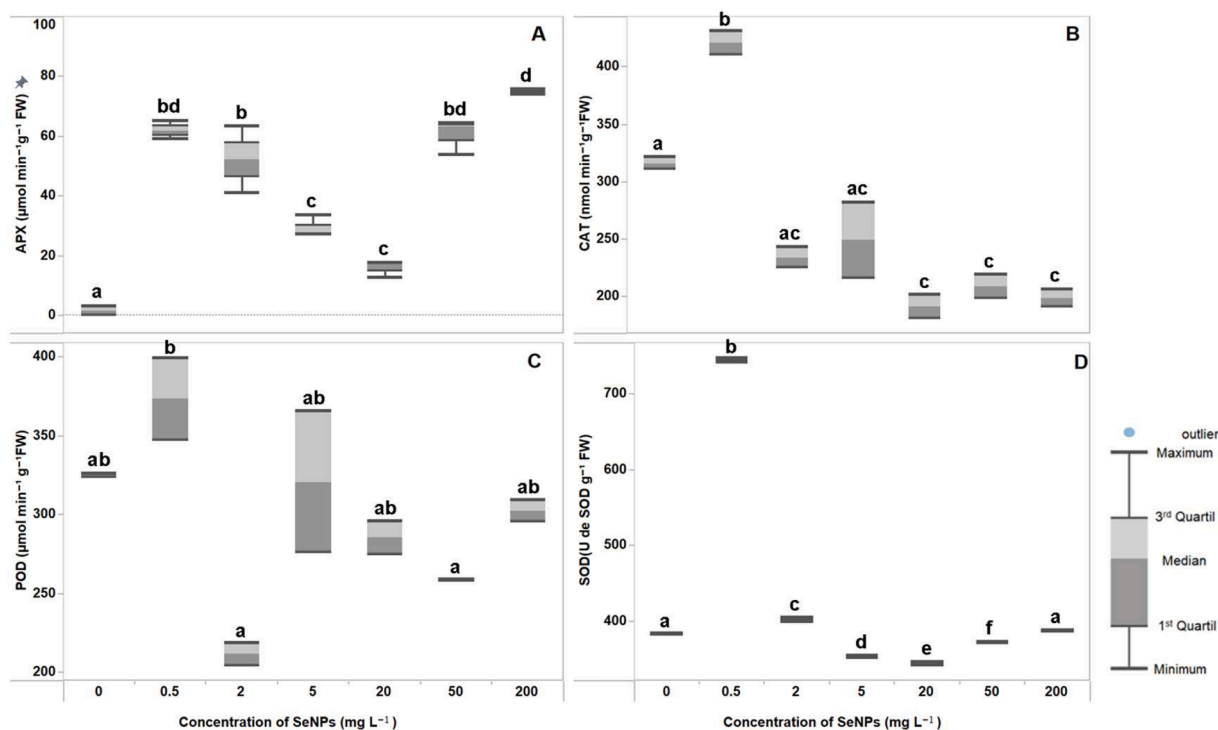 A
100
80
60
40
20
0
APX (µmol min⁻¹g⁻¹ FW)
a
bd
b
c
c
bd
d
B
400
350
300
250
200
CAT (nmol min⁻¹g⁻¹FW)
a
b
ac
ac
c
c
c
C
400
350
300
250
200
POD (µmol min⁻¹ g⁻¹FW)
ab
b
a
ab
ab
a
ab
0 0.5 2 5 20 50 200
Concentration of SeNPs (mg L⁻¹)
D
700
600
500
400
SOD(U de SOD g⁻¹ FW)
a
b
c
d
e
f
a
0 0.5 2 5 20 50 200
Concentration of SeNPs (mg L⁻¹)
outlier
Maximum
3rd Quartil
Median
1st Quartil
Minimum